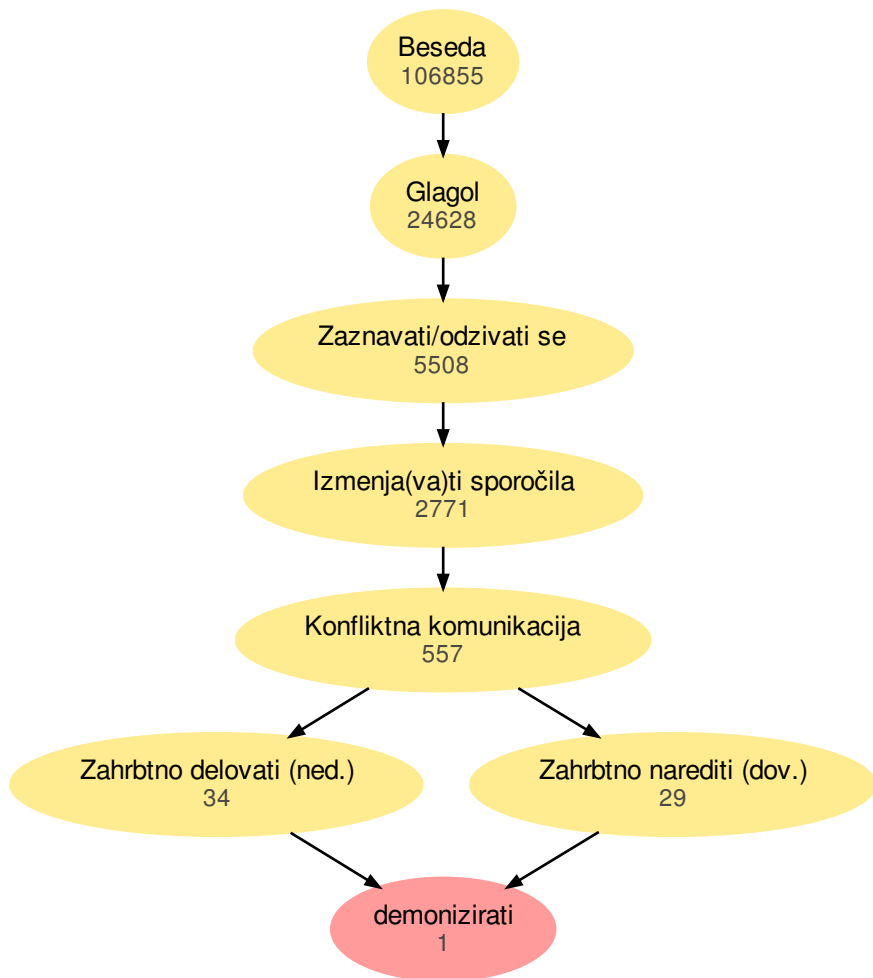 Beseda
106855
Glagol
24628
Zaznavati/odzivati se
5508
Izmenja(va)ti sporočila
2771
Konfliktna komunikacija
557
Zahrbtno delovati (ned.)
34
Zahrbtno narediti (dov.)
29
demonizirati
1